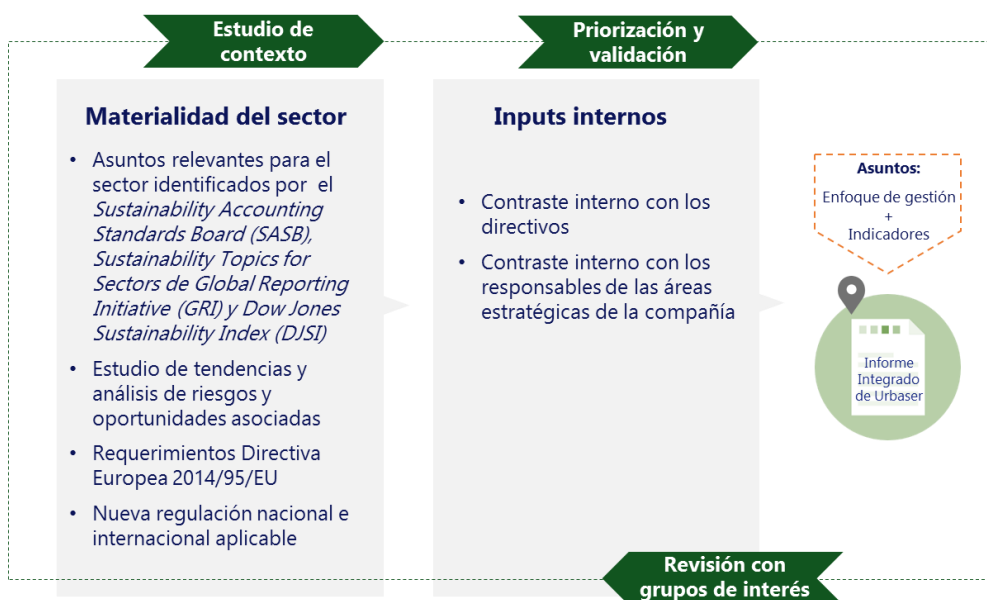 Estudio de
contexto
Priorización y
validación
Materialidad del sector
• Asuntos relevantes para el
sector identificados por el
Sustainability Accounting
Standards Board (SASB),
Sustainability Topics for
Sectors de Global Reporting
Initiative (GRI) y Dow Jones
Sustainability Index (DJSI)
• Estudio de tendencias y
análisis de riesgos y
oportunidades asociadas
• Requerimientos Directiva
Europea 2014/95/EU
• Nueva regulación nacional e
internacional aplicable
Inputs internos
• Contraste interno con los
directivos
• Contraste interno con los
responsables de las áreas
estratégicas de la compañía
Asuntos:
Enfoque de gestión
+
Indicadores
Informe
Integrado
de Urbaser
Revisión con
grupos de interés